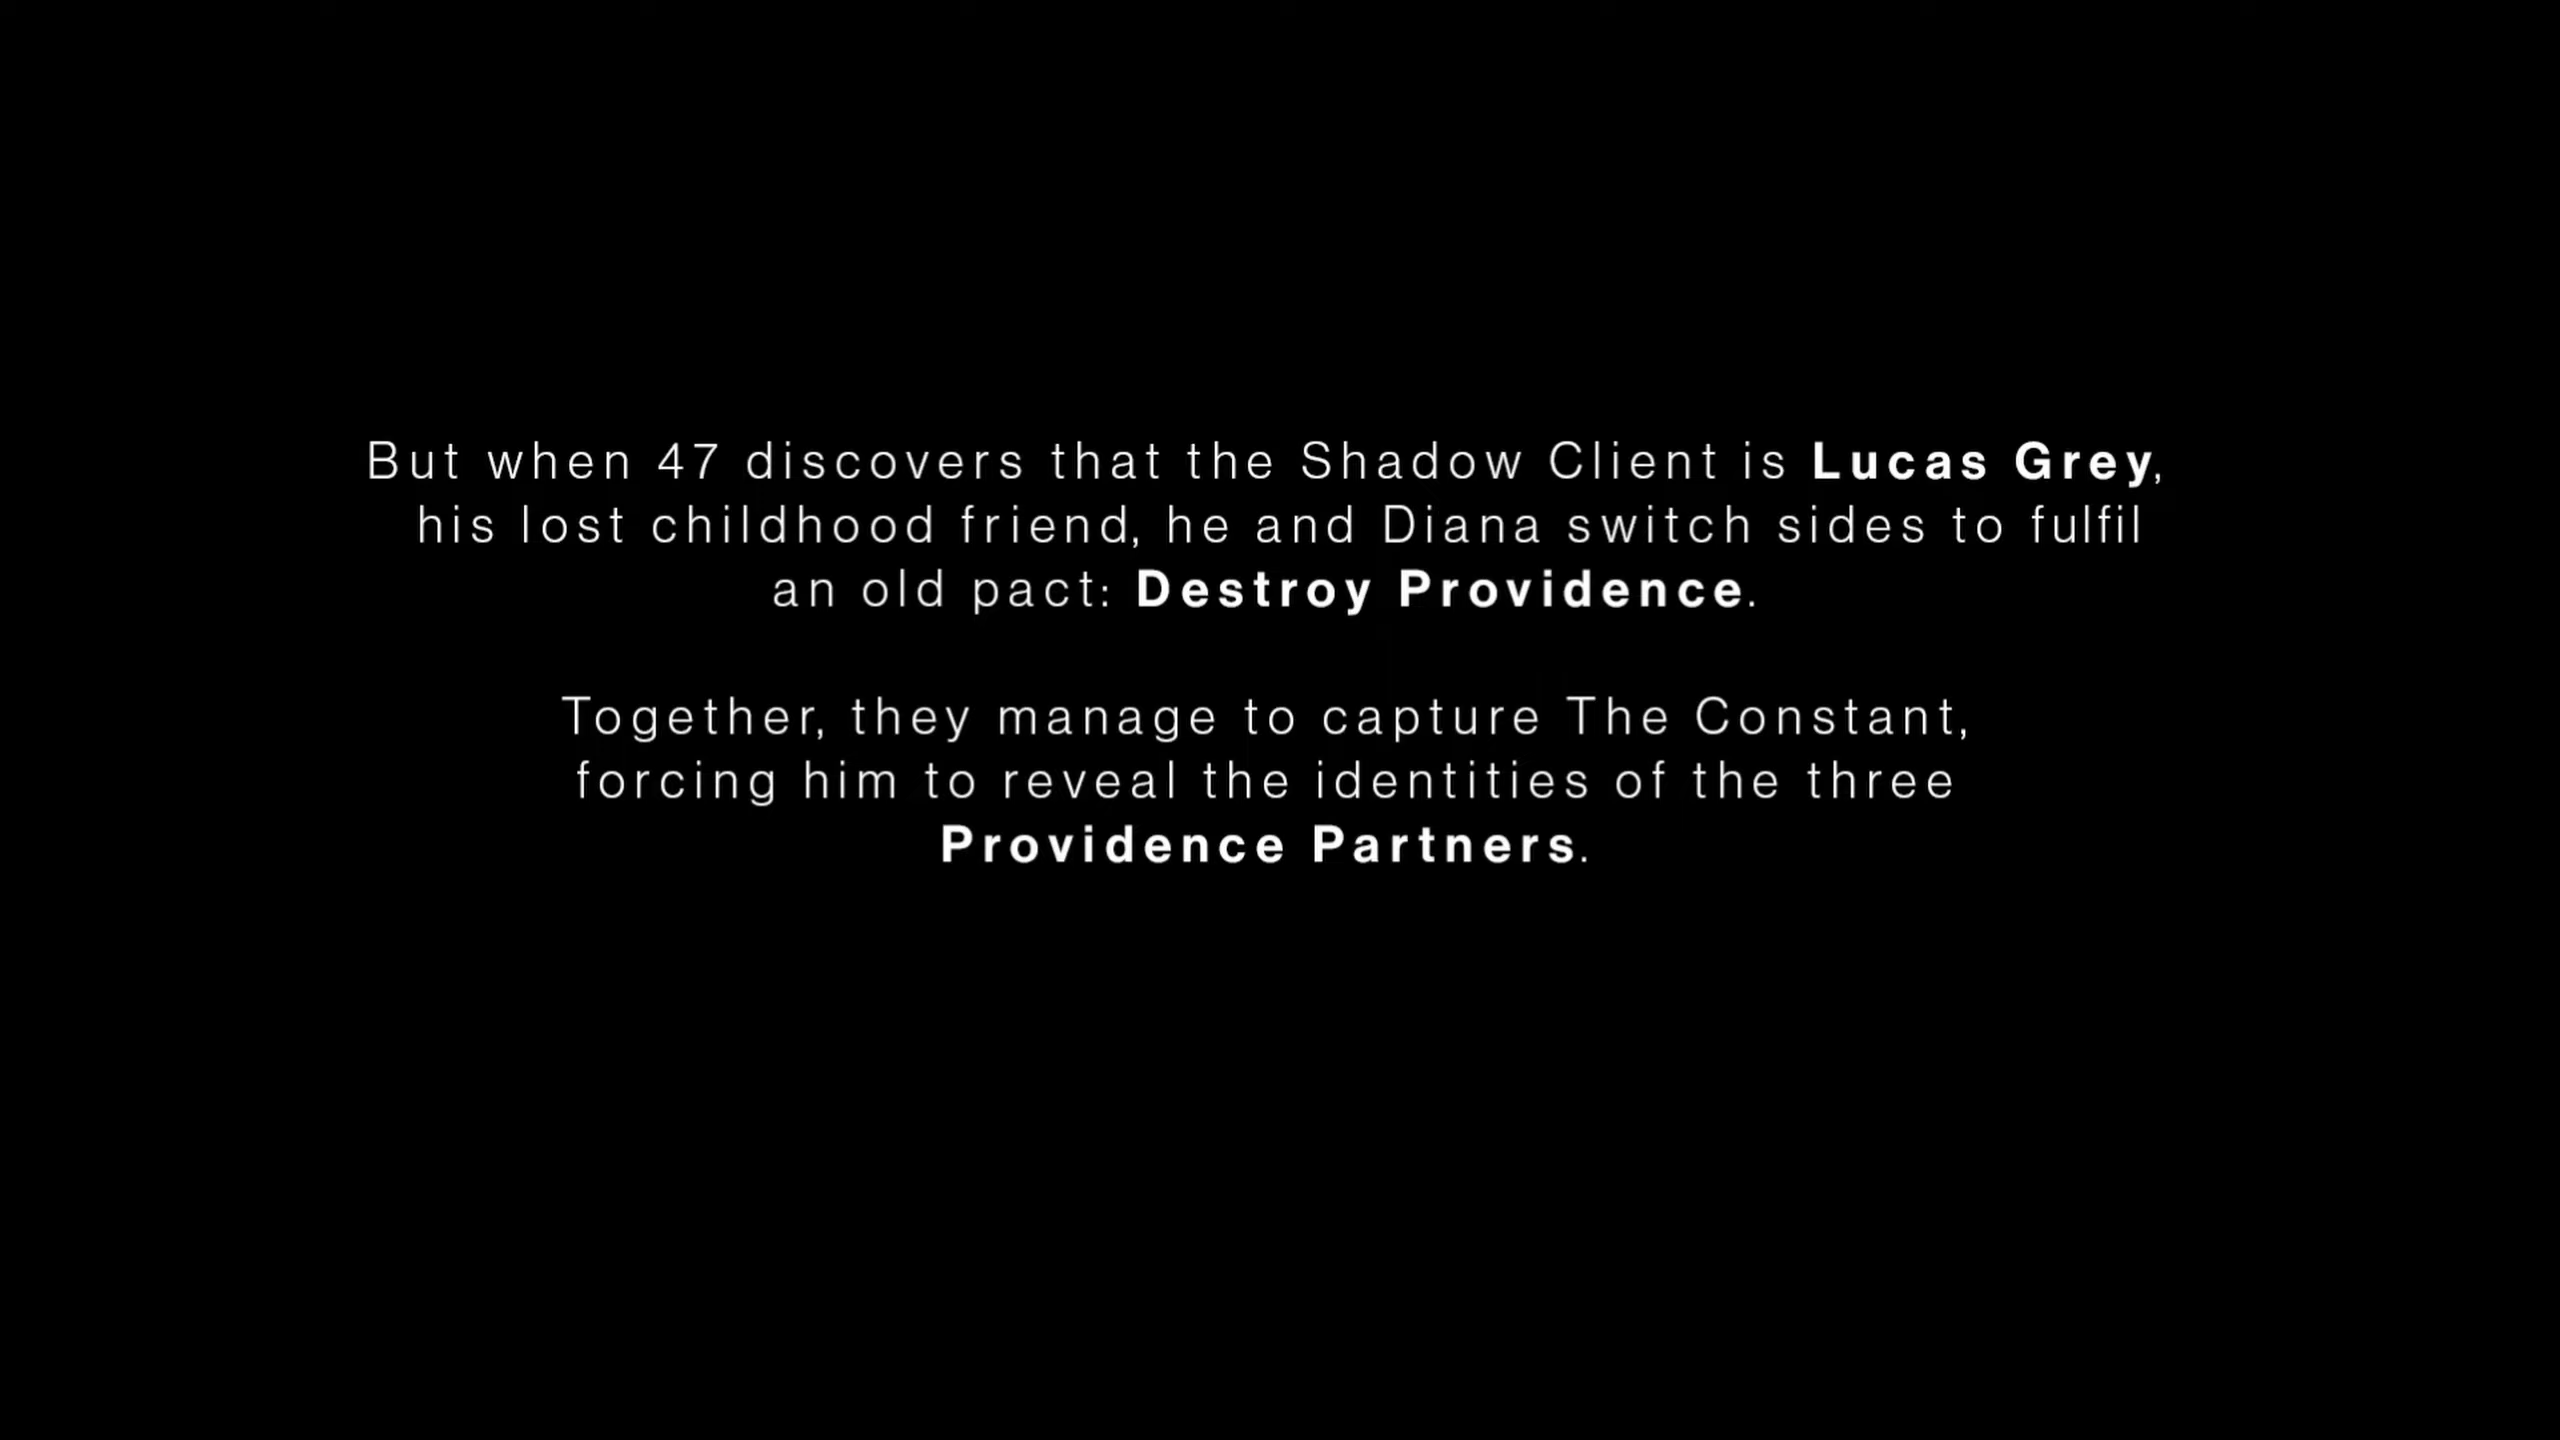 But when 47 discovers that the Shadow Client is Lucas Grey,
his lost childhood friend, he and Diana switch sides to fulfil
an old pact: Destroy Providence.
Together, they manage to capture The Constant,
forcing him to reveal the identities of the three
Providence Partners.